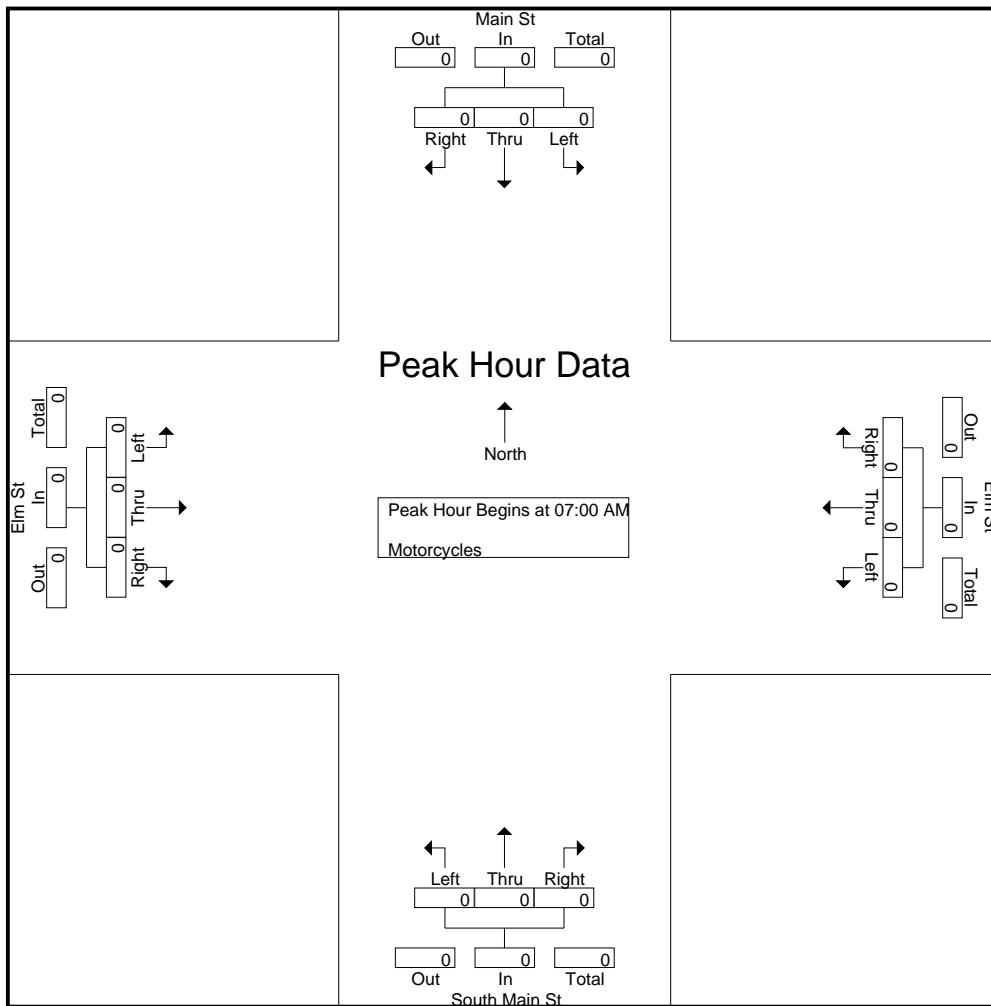 Main St
Out In Total
0 0 0
0 0 0
Right Thru Left
Peak Hour Data
North
Peak Hour Begins at 07:00 AM
Motorcycles
Elm St
Total In Out
0 0 0
0 0 0
Left Thru Right
Elm St
Out In Total
0 0 0
0 0 0
Right Thru Left
Left Thru Right
0 0 0
0 0 0
Out In Total
South Main St